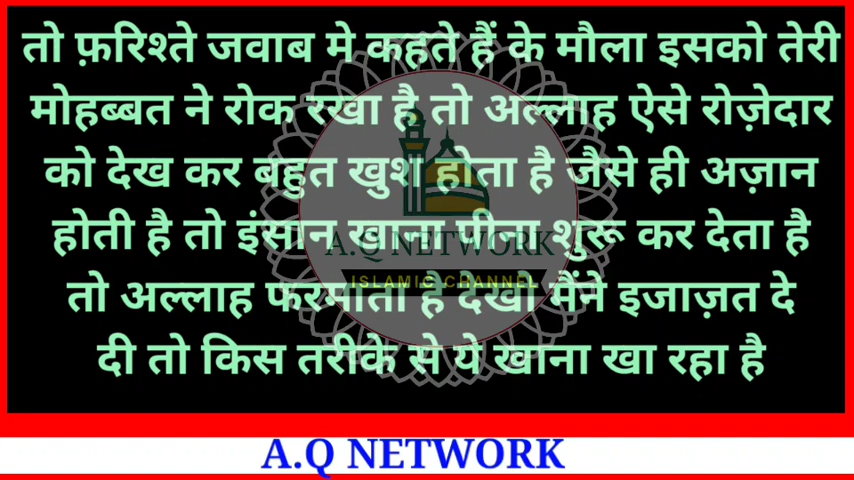 तो फ़रिश्ते जवाब मे कहते हैं के मौला इसको तेरी
मोहब्बत ने रोक रखा है तो अल्लाह ऐसे रोज़ेदार
को देख कर बहुत खुश होता है जैसे ही अज़ान
होती है तो इंसान खाना पीना शुरू कर देता है
A.Q NETWORK
ISLAMIC CHANNEL
तो अल्लाह फरमाता है देखो मैंने इजाज़त दे
दी तो किस तरीके से ये खाना खा रहा है
A.Q NETWORK